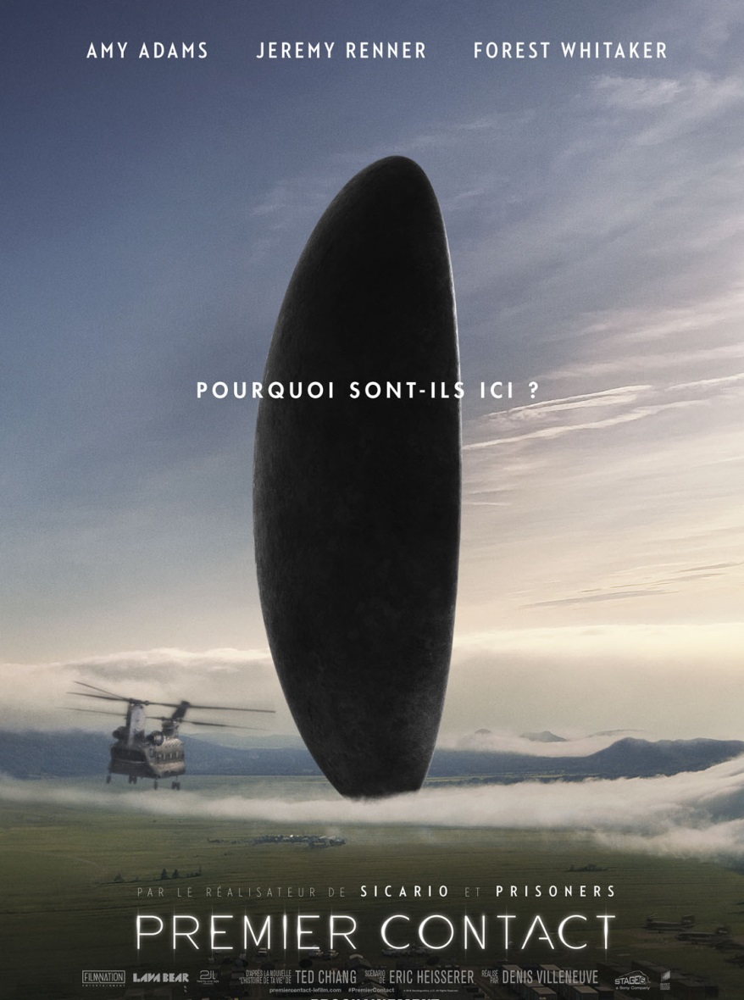 AMY ADAMS JEREMY RENNER FOREST WHITAKER
POURQUOI SONT-ILS ICI ?
PAR LE RÉALISATEUR DE SICARIO ET PRISONERS
PREMIER CONTACT
FILMNATION ENTERTAINMENT LAVA BEAR 21 D'APRÈS LA NOUVELLE "L'HISTOIRE DE TA VIE" DE TED CHIANG SCÉNARIO DE ERIC HEISSERER RÉALISÉ PAR DENIS VILLENEUVE STAGE 6 a Sony Company
premiercontact-lefilm.com #PremierContact
PROCHAINEMENT